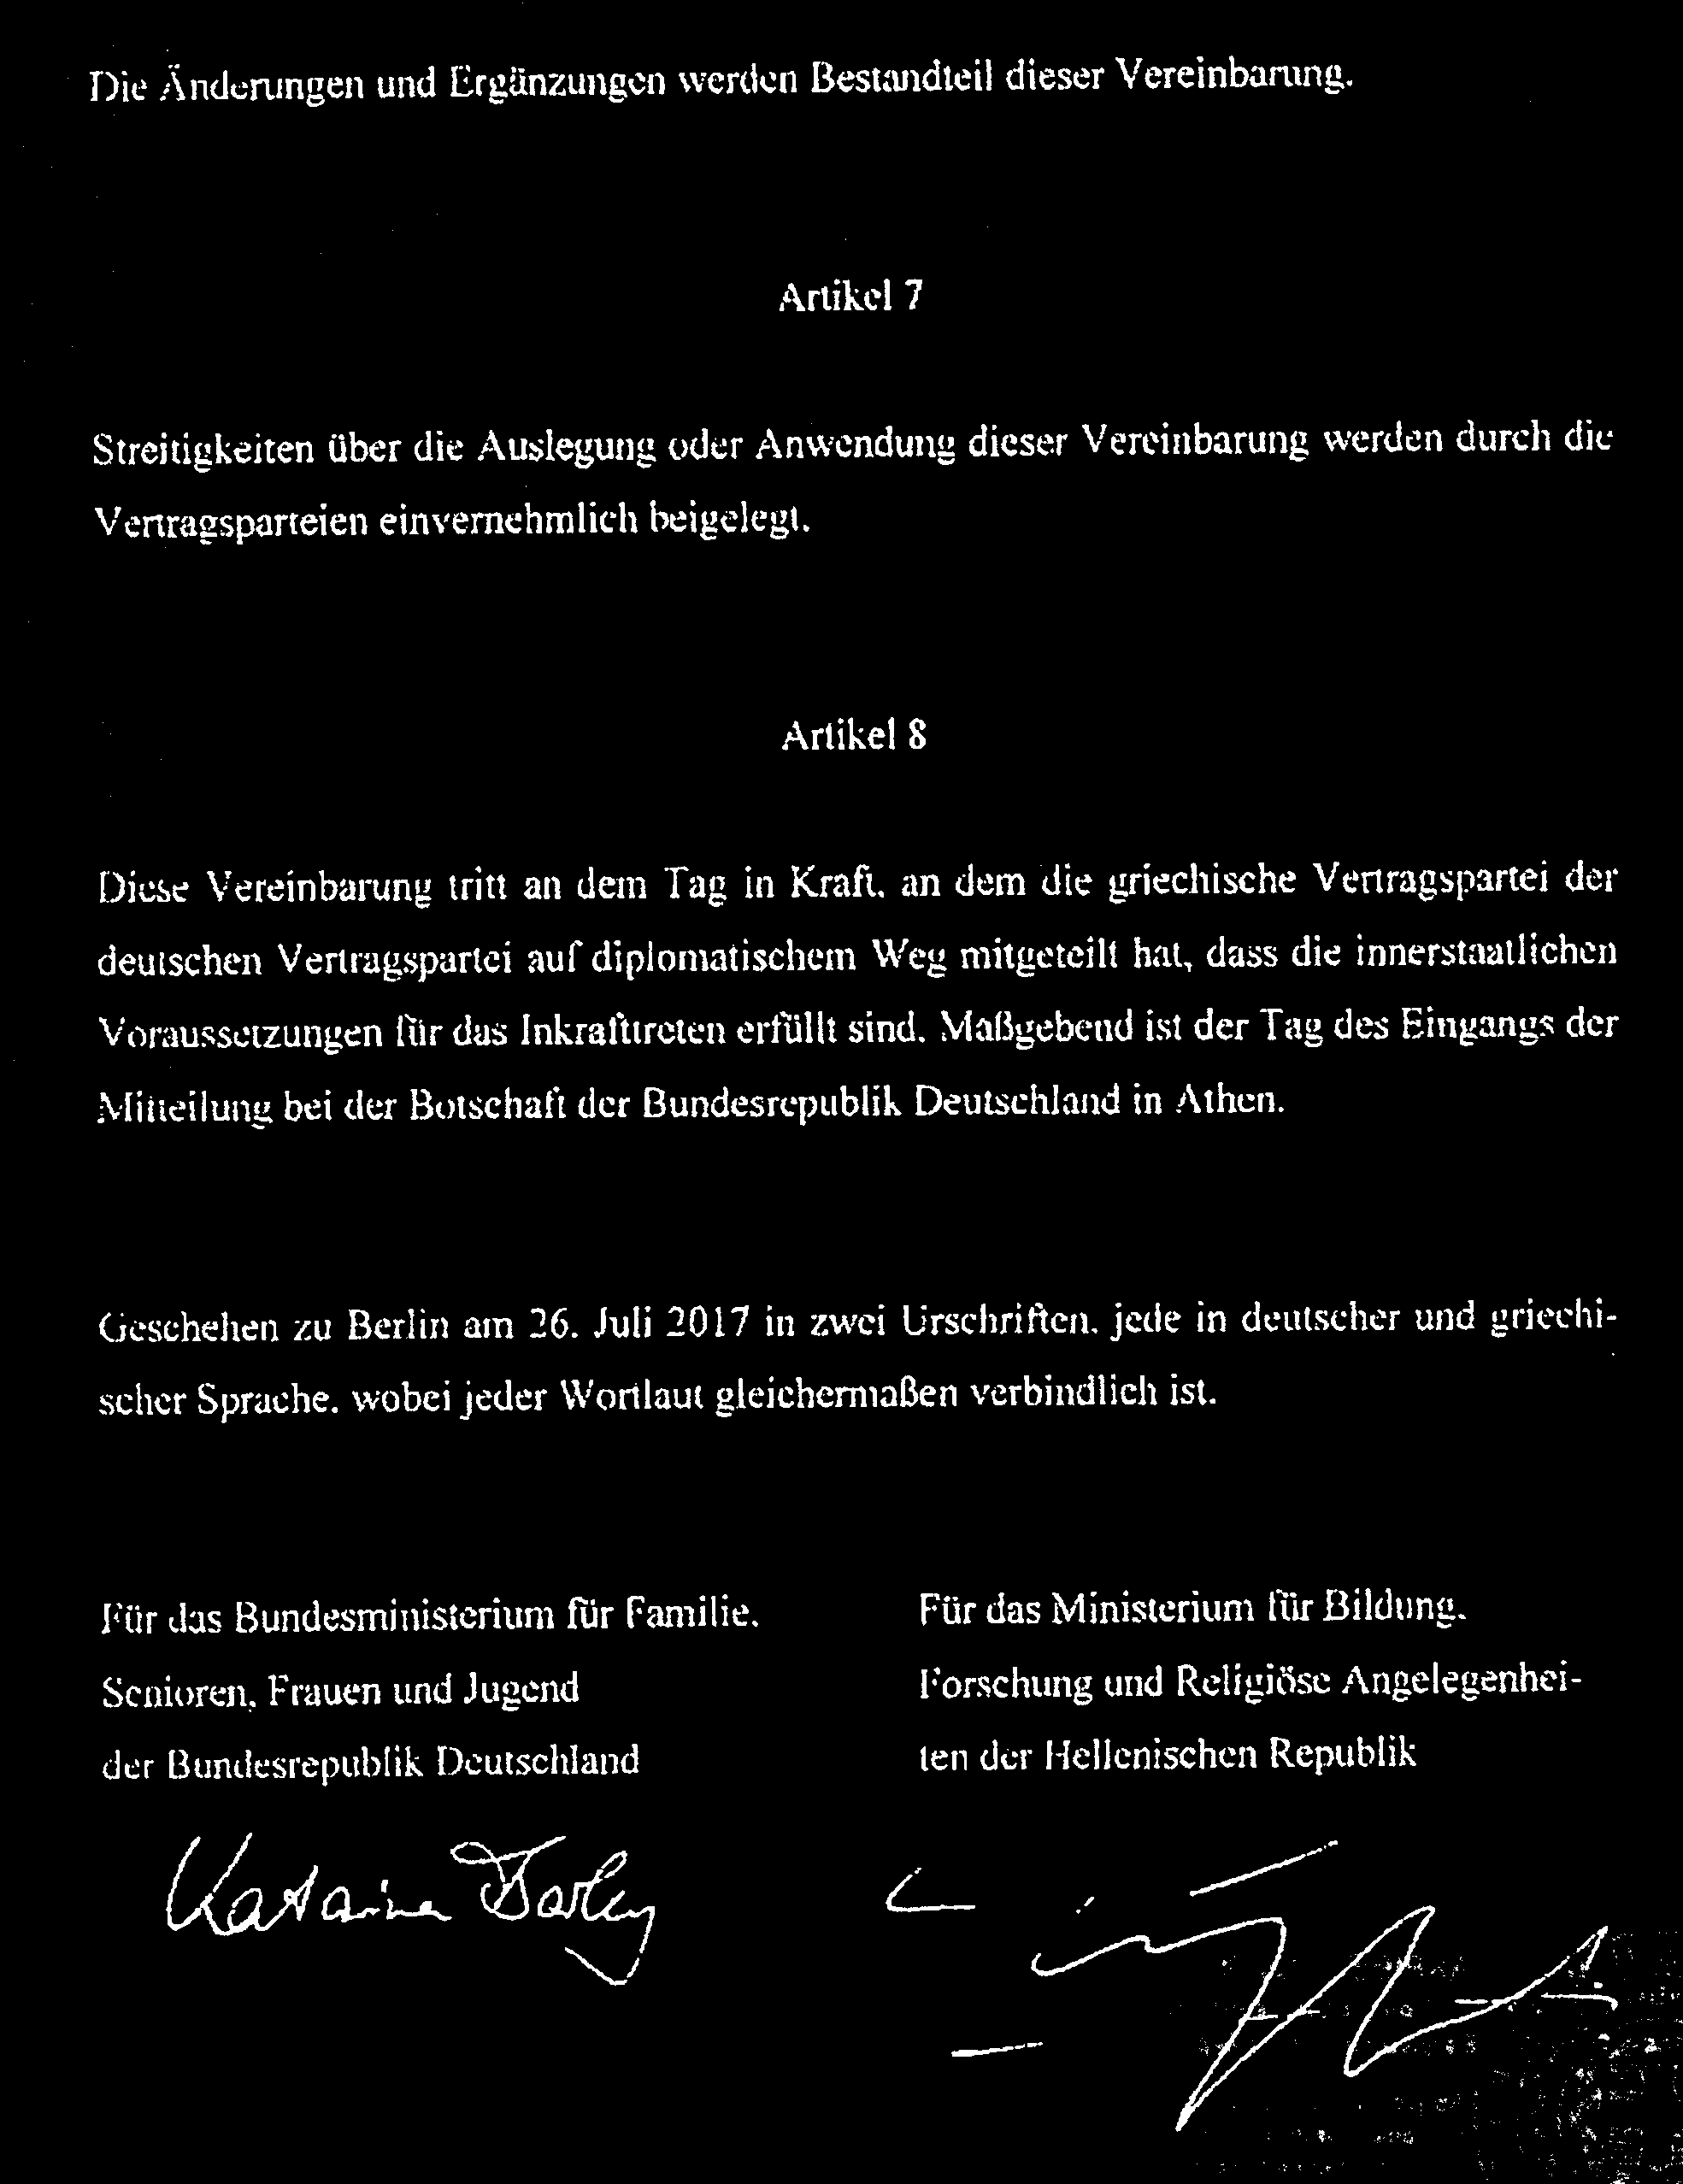 Die Änderungen und Ergänzungen werden Bestandteil dieser Vereinbarung.
Artikel 7
Streitigkeiten über die Auslegung oder Anwendung dieser Vereinbarung werden durch die
Vertragsparteien einvernehmlich beigelegt.
Artikel 8
Diese Vereinbarung tritt an dem Tag in Kraft, an dem die griechische Vertragspartei der
deutschen Vertragspartei auf diplomatischem Weg mitgeteilt hat, dass die innerstaatlichen
Voraussetzungen für das Inkrafttreten erfüllt sind. Maßgebend ist der Tag des Eingangs der
Mitteilung bei der Botschaft der Bundesrepublik Deutschland in Athen.
Geschehen zu Berlin am 26. Juli 2017 in zwei Urschriften, jede in deutscher und griechi-
scher Sprache, wobei jeder Wortlaut gleichermaßen verbindlich ist.
Für das Bundesministerium für Familie, Für das Ministerium für Bildung,
Senioren, Frauen und Jugend Forschung und Religiöse Angelegenhei-
der Bundesrepublik Deutschland ten der Hellenischen Republik
Katarina Barley